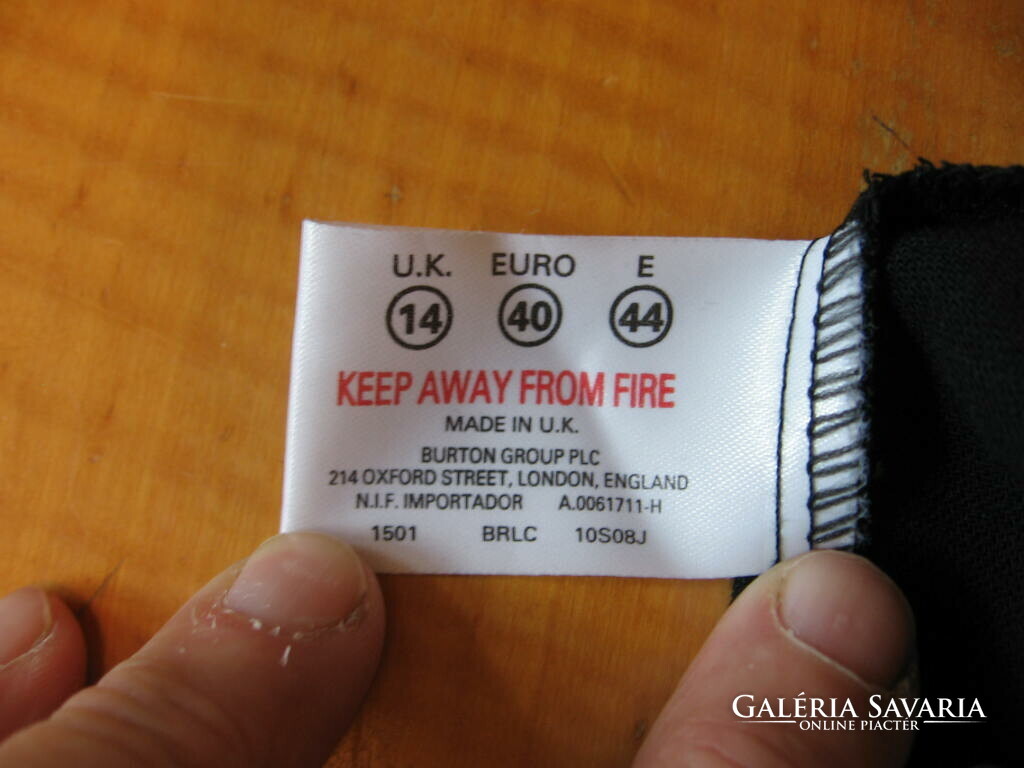 U.K. EURO E
14 40 44
KEEP AWAY FROM FIRE
MADE IN U.K.
BURTON GROUP PLC
214 OXFORD STREET, LONDON, ENGLAND
N.I.F. IMPORTADOR A.0061711-H
1501 BRLC 10S08J
GALÉRIA SAVARIA
ONLINE PIACTÉR